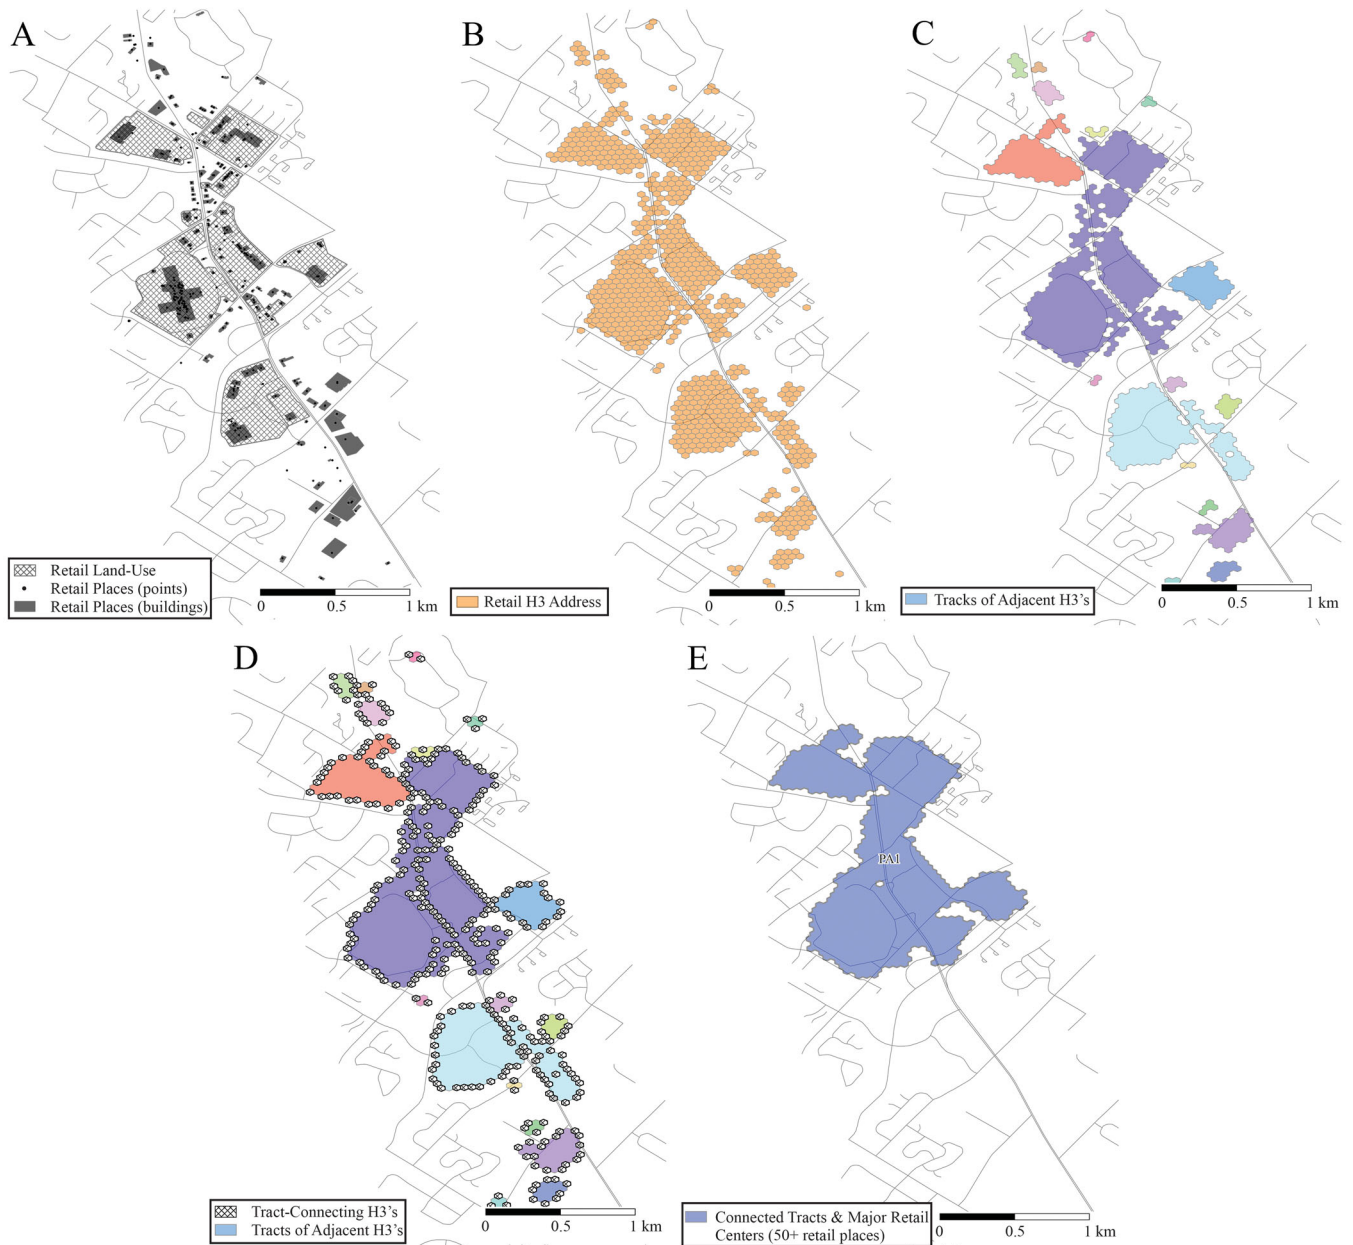 A
B
C
Retail Land-Use
Retail Places (points)
Retail Places (buildings)
0 0.5 1 km
Retail H3 Address
0 0.5 1 km
Tracks of Adjacent H3's
0 0.5 1 km
D
E
PA1
Tract-Connecting H3's
Tracts of Adjacent H3's
0 0.5 1 km
Connected Tracts & Major Retail
Centers (50+ retail places)
0 0.5 1 km